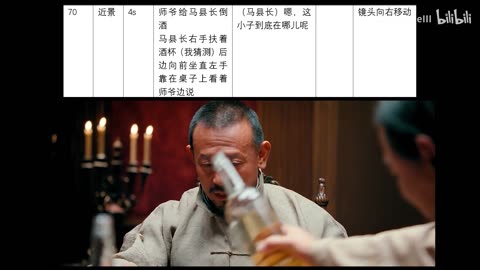 70 近景 4s 师爷给马县长倒 （马县长）嗯，这 镜头向右移动
酒 小子到底在哪儿呢
马县长右手扶着
酒杯（我猜测）后
边向前坐直左手
靠在桌子上看着
师爷边说
elll bilibili